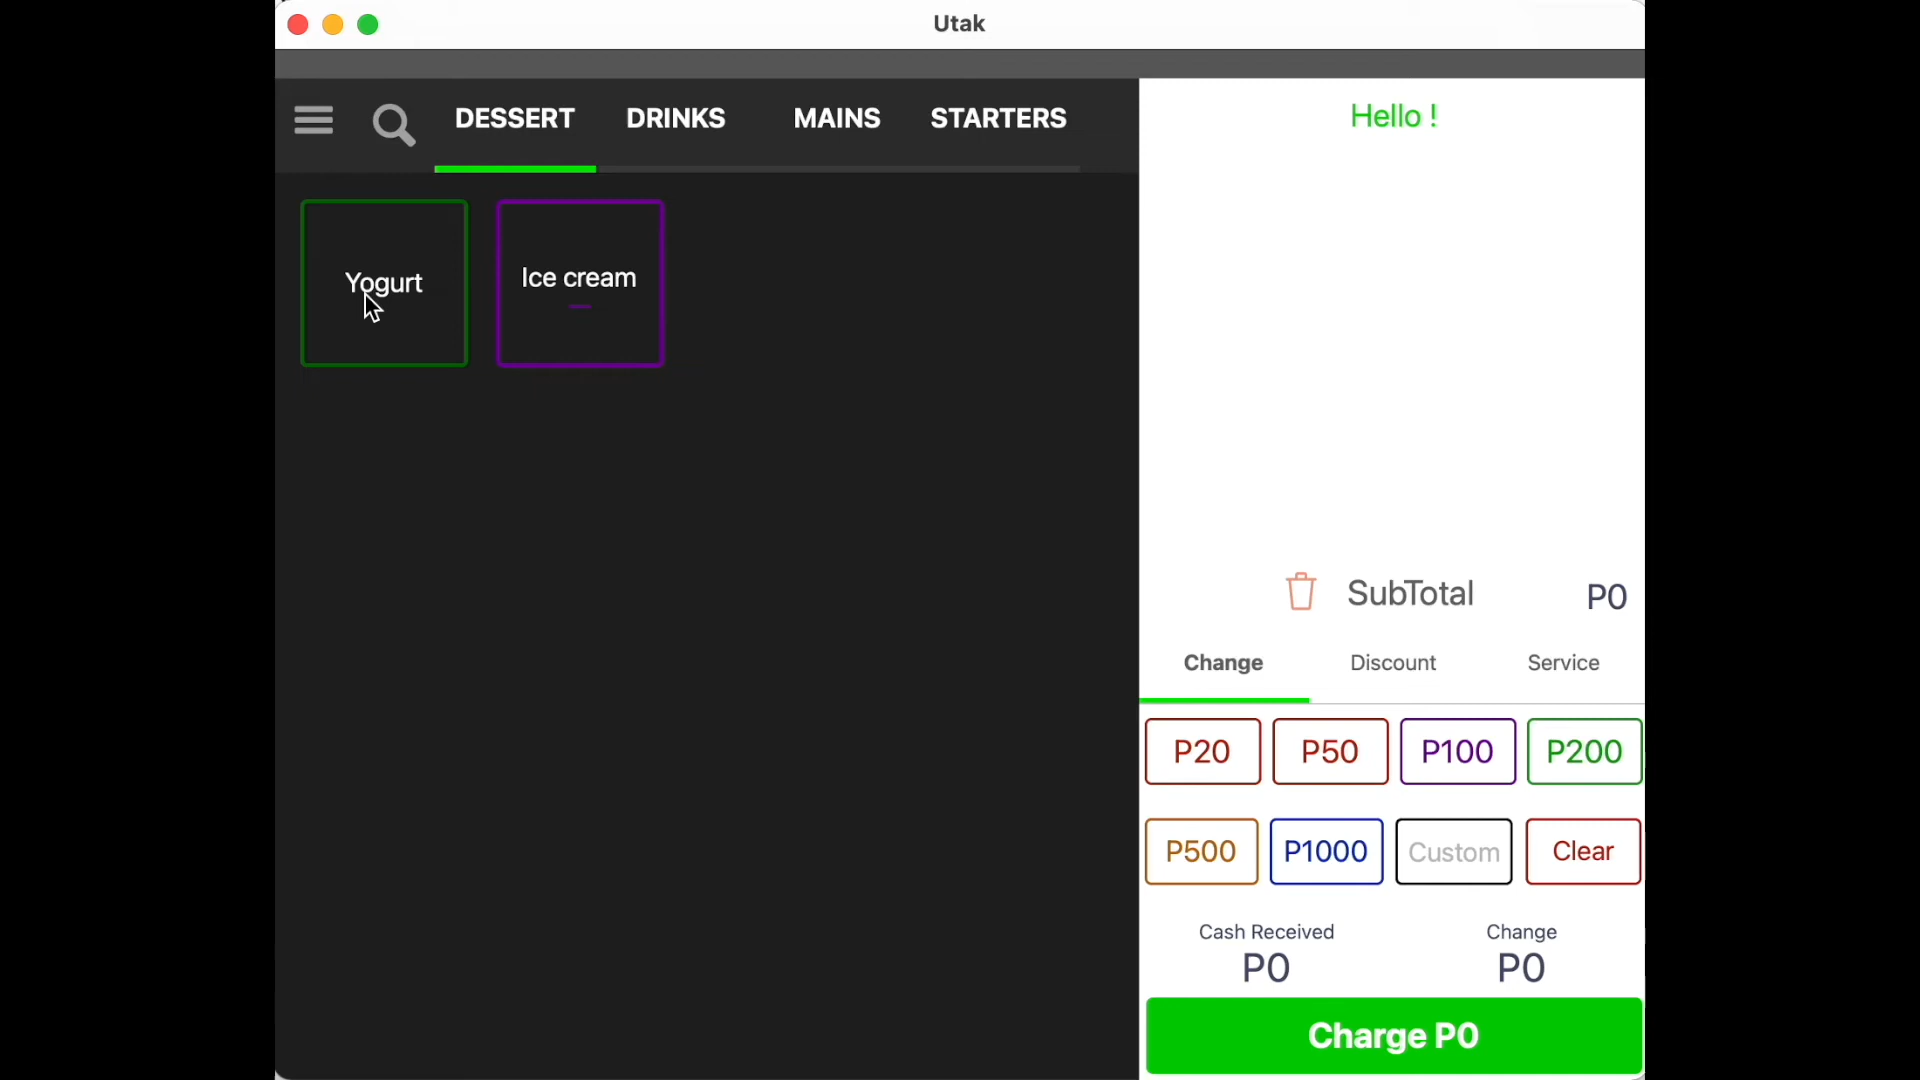 Utak
DESSERT DRINKS MAINS STARTERS
Hello !
Yogurt
Ice cream
SubTotal P0
Change Discount Service
P20 P50 P100 P200
P500 P1000 Custom Clear
Cash Received Change
P0 P0
Charge P0